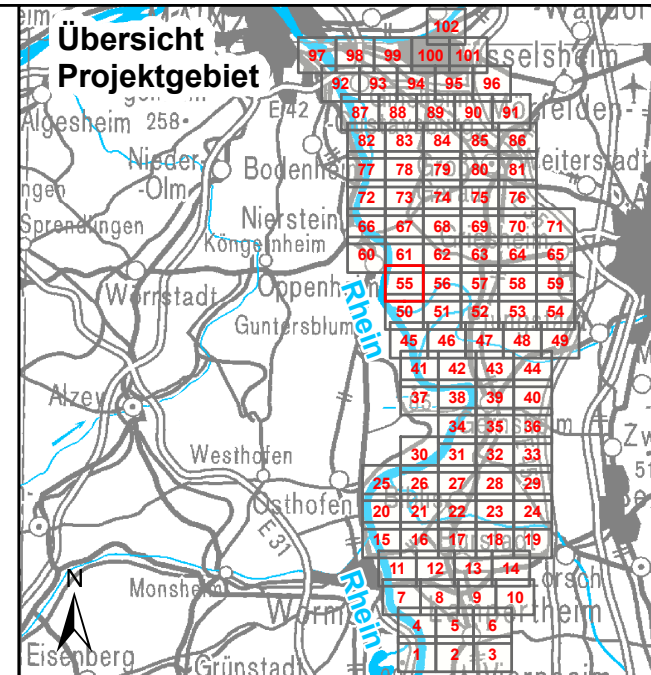 Übersicht
Projektgebiet
102
97 98 99 100 101
sselsheim
92 93 94 95 96
E 42
87 88 89 90 91
Algesheim 258
82 83 84 85 86
Nieder-
-Olm
Bodenheim
77 78 79 80 81
72 73 74 75 76
Nierstein
Sprendlingen
66 67 68 69 70 71
Köngernheim
60 61 62 63 64 65
Wörrstadt
Oppenheim
55 56 57 58 59
Rhein
50 51 52 53 54
Guntersblum
45 46 47 48 49
41 42 43 44
Alzey
37 38 39 40
34 35 36
Westhofen
30 31 32 33
25 26 27 28 29
Osthofen
20 21 22 23 24
E 31
15 16 17 18 19
11 12 13 14
N
Monsheim
Rhein
Worms
7 8 9 10
4 5 6
Eisenberg
Grünstadt
1 2 3